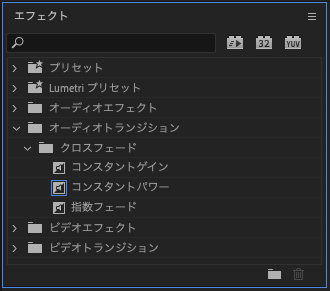 エフェクト
32
YUV
プリセット
Lumetri プリセット
オーディオエフェクト
オーディオトランジション
クロスフェード
コンスタントゲイン
コンスタントパワー
指数フェード
ビデオエフェクト
ビデオトランジション